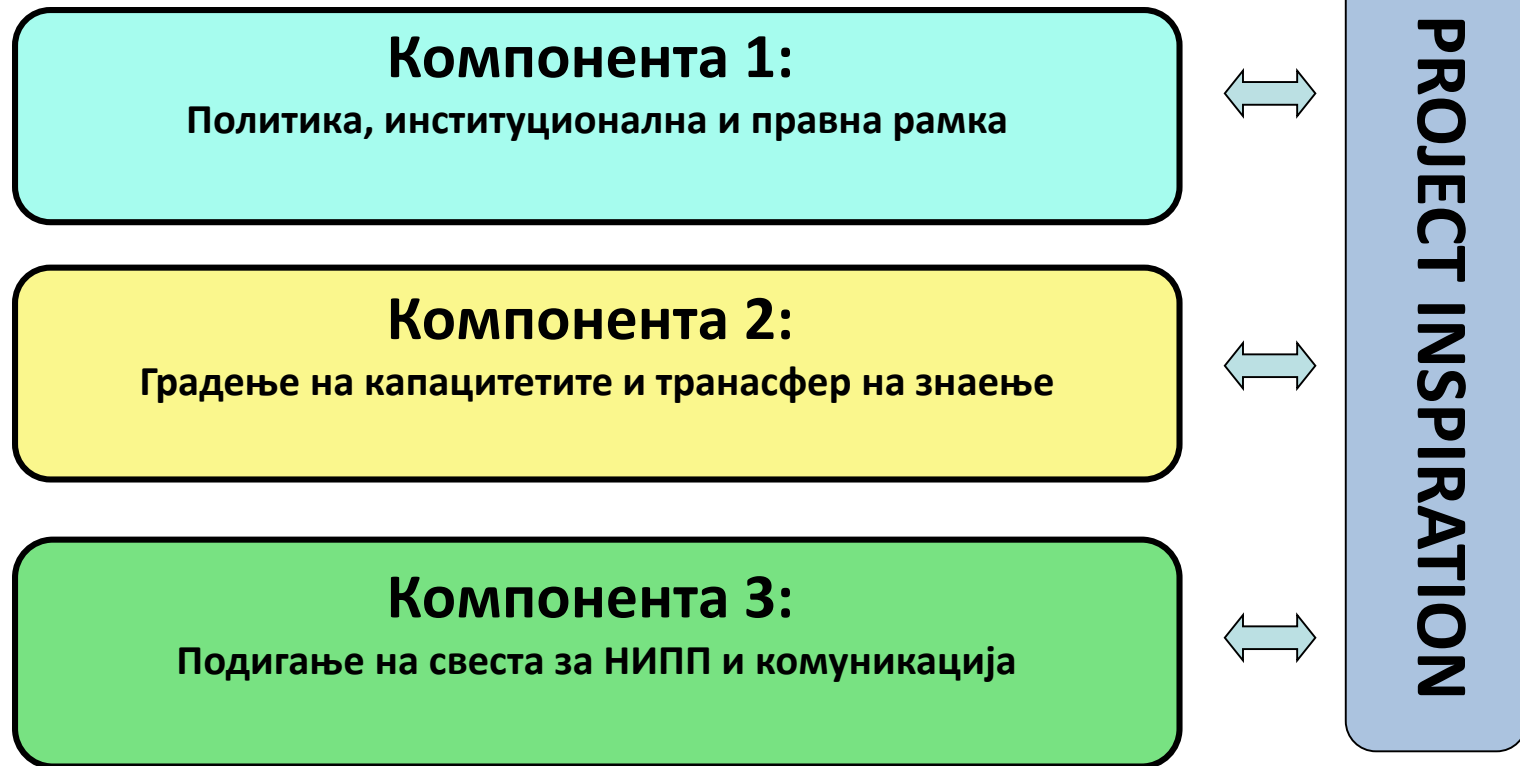 Компонента 1:
Политика, институционална и правна рамка
Компонента 2:
Градење на капацитетите и транасфер на знаење
Компонента 3:
Подигање на свеста за НИПП и комуникација
PROJECT INSPIRATION